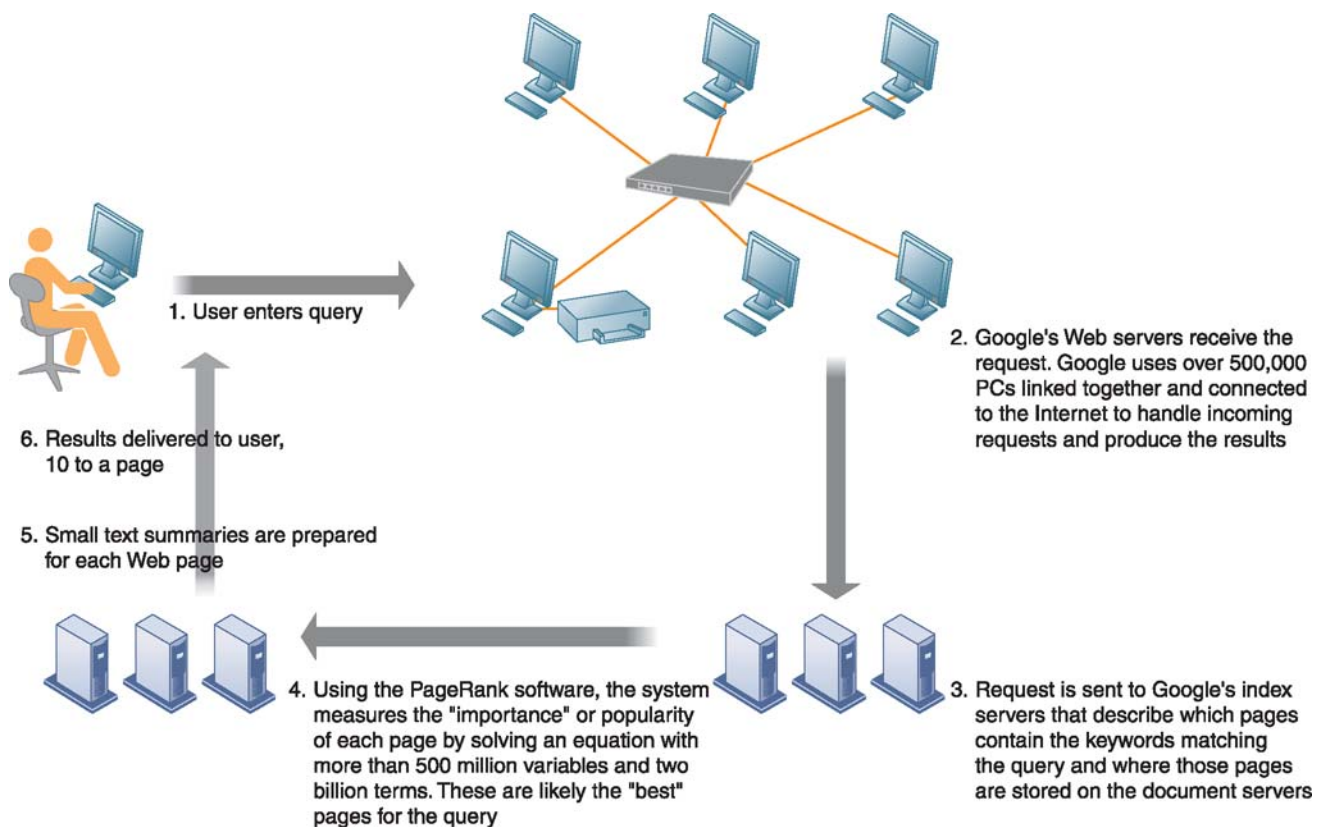 1. User enters query
2. Google's Web servers receive the
request. Google uses over 500,000
PCs linked together and connected
to the Internet to handle incoming
requests and produce the results
3. Request is sent to Google's index
servers that describe which pages
contain the keywords matching
the query and where those pages
are stored on the document servers
4. Using the PageRank software, the system
measures the "importance" or popularity
of each page by solving an equation with
more than 500 million variables and two
billion terms. These are likely the "best"
pages for the query
5. Small text summaries are prepared
for each Web page
6. Results delivered to user,
10 to a page